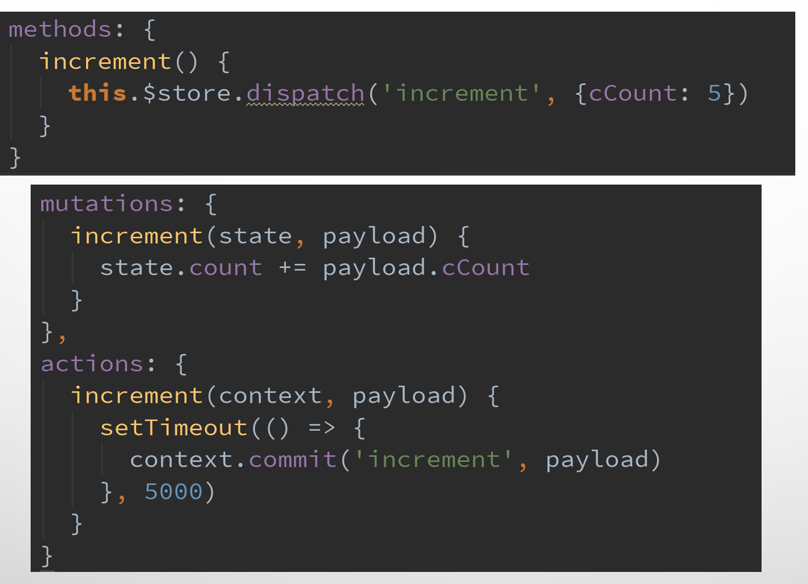 methods: {
  increment() {
    this.$store.dispatch('increment', {cCount: 5})
  }
}
mutations: {
  increment(state, payload) {
    state.count += payload.cCount
  }
},
actions: {
  increment(context, payload) {
    setTimeout(() => {
      context.commit('increment', payload)
    }, 5000)
  }
}